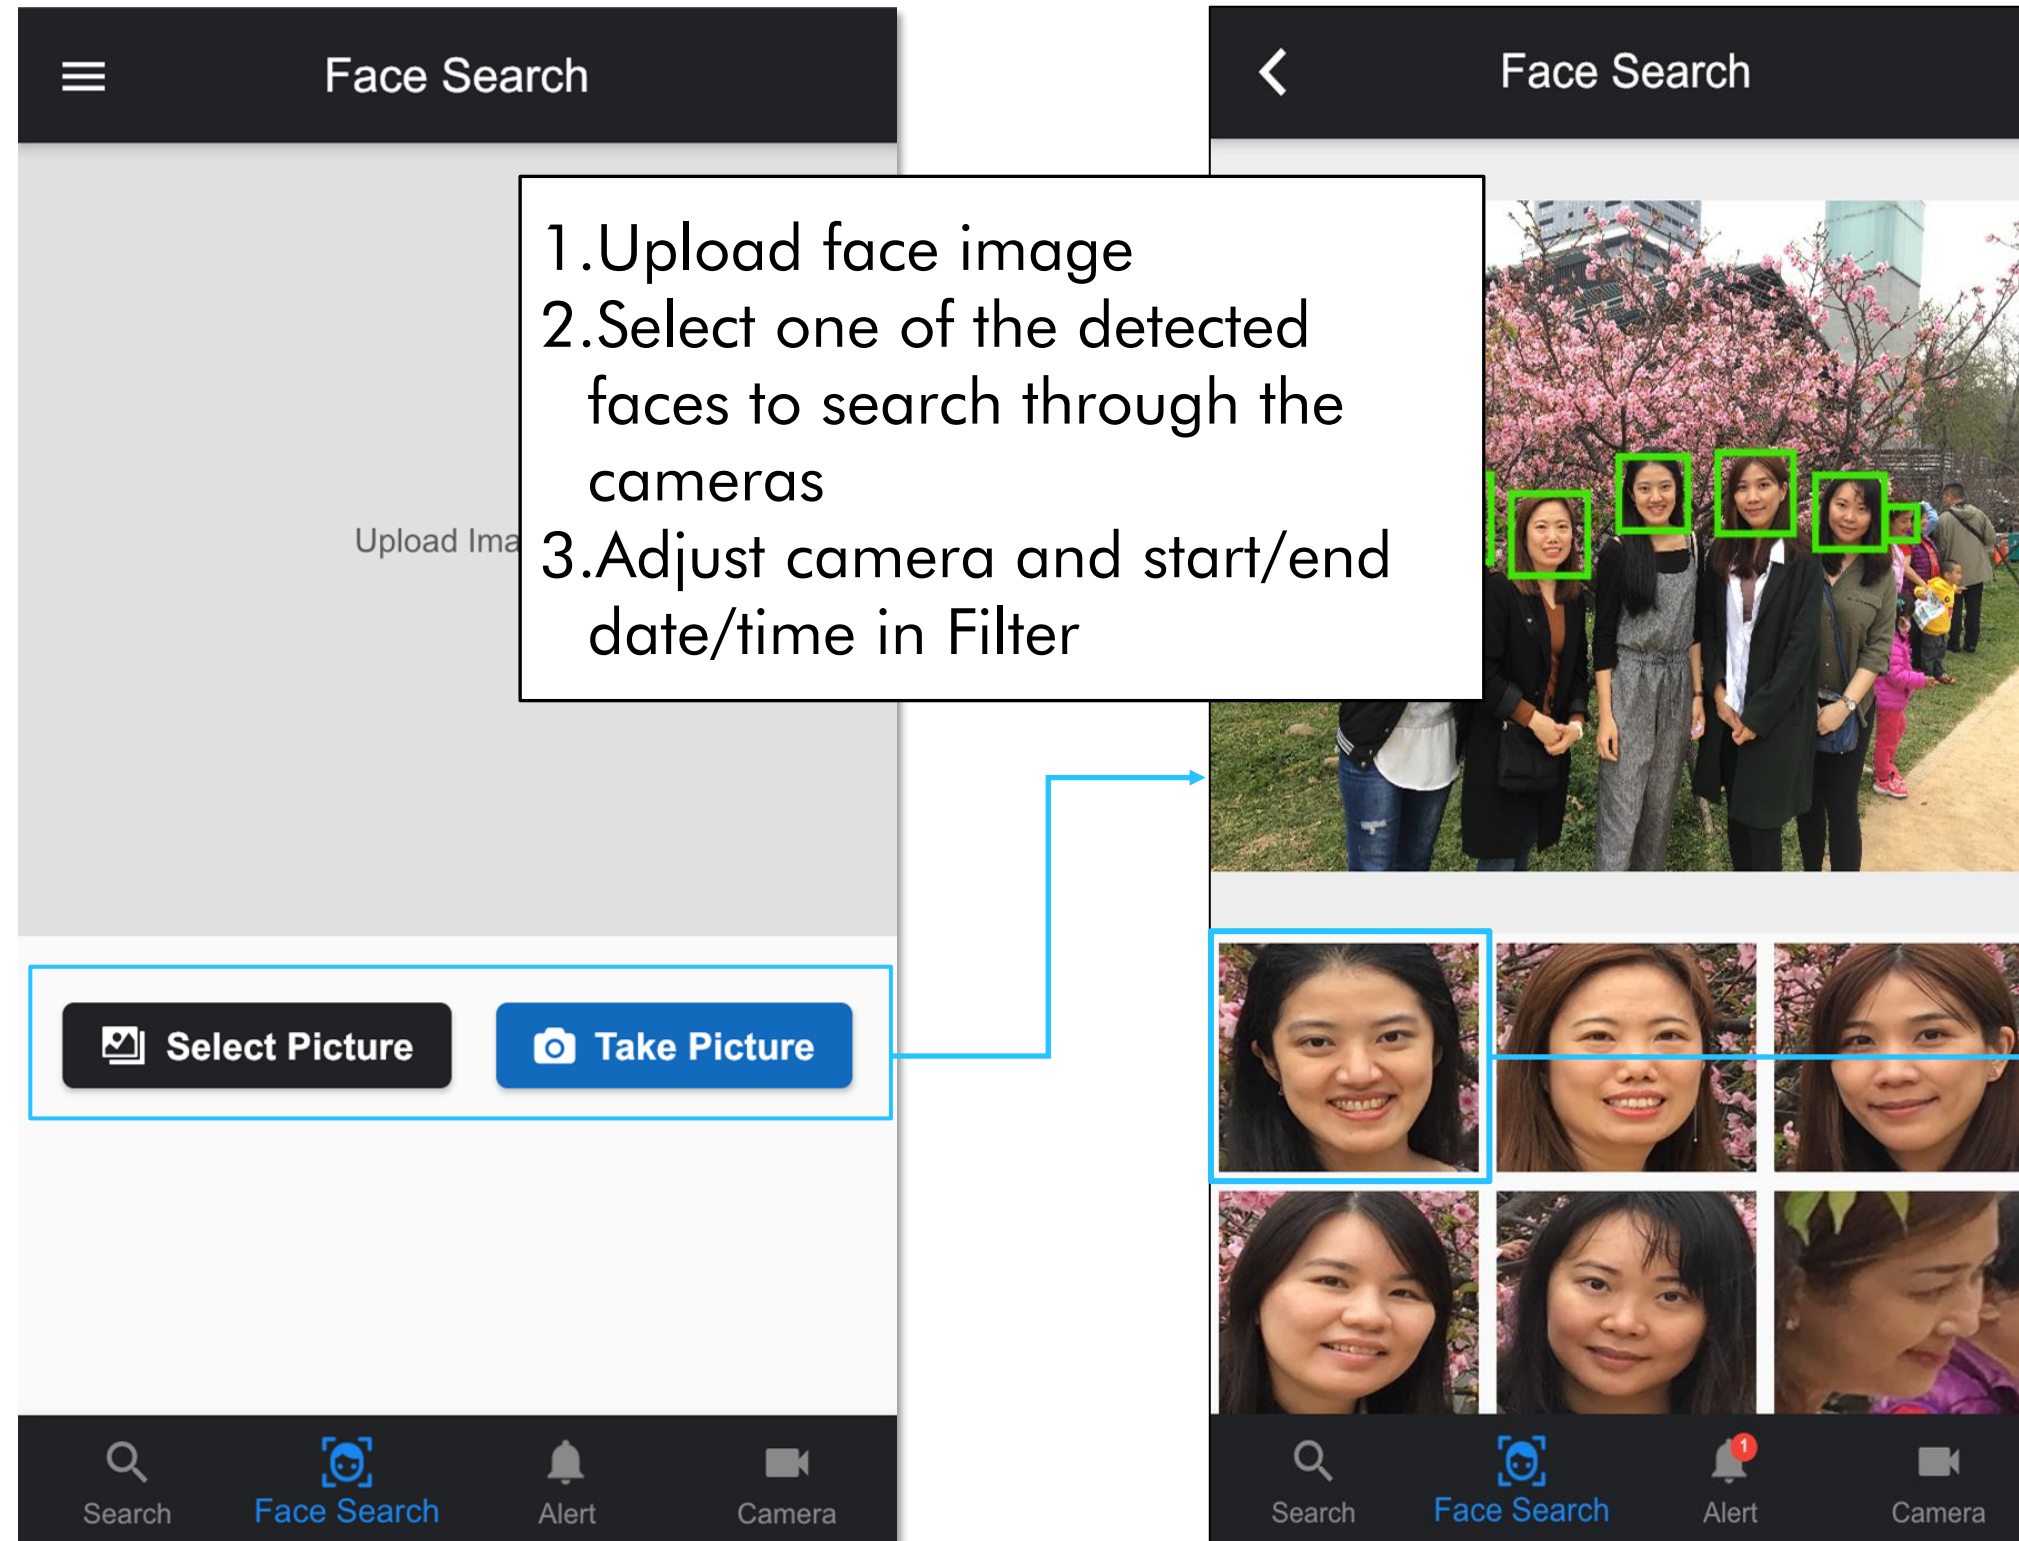 Face Search
Upload Ima
Select Picture
Take Picture
Search
Face Search
Alert
Camera
1.Upload face image
2.Select one of the detected
faces to search through the
cameras
3.Adjust camera and start/end
date/time in Filter
Face Search
Search
Face Search
1
Alert
Camera